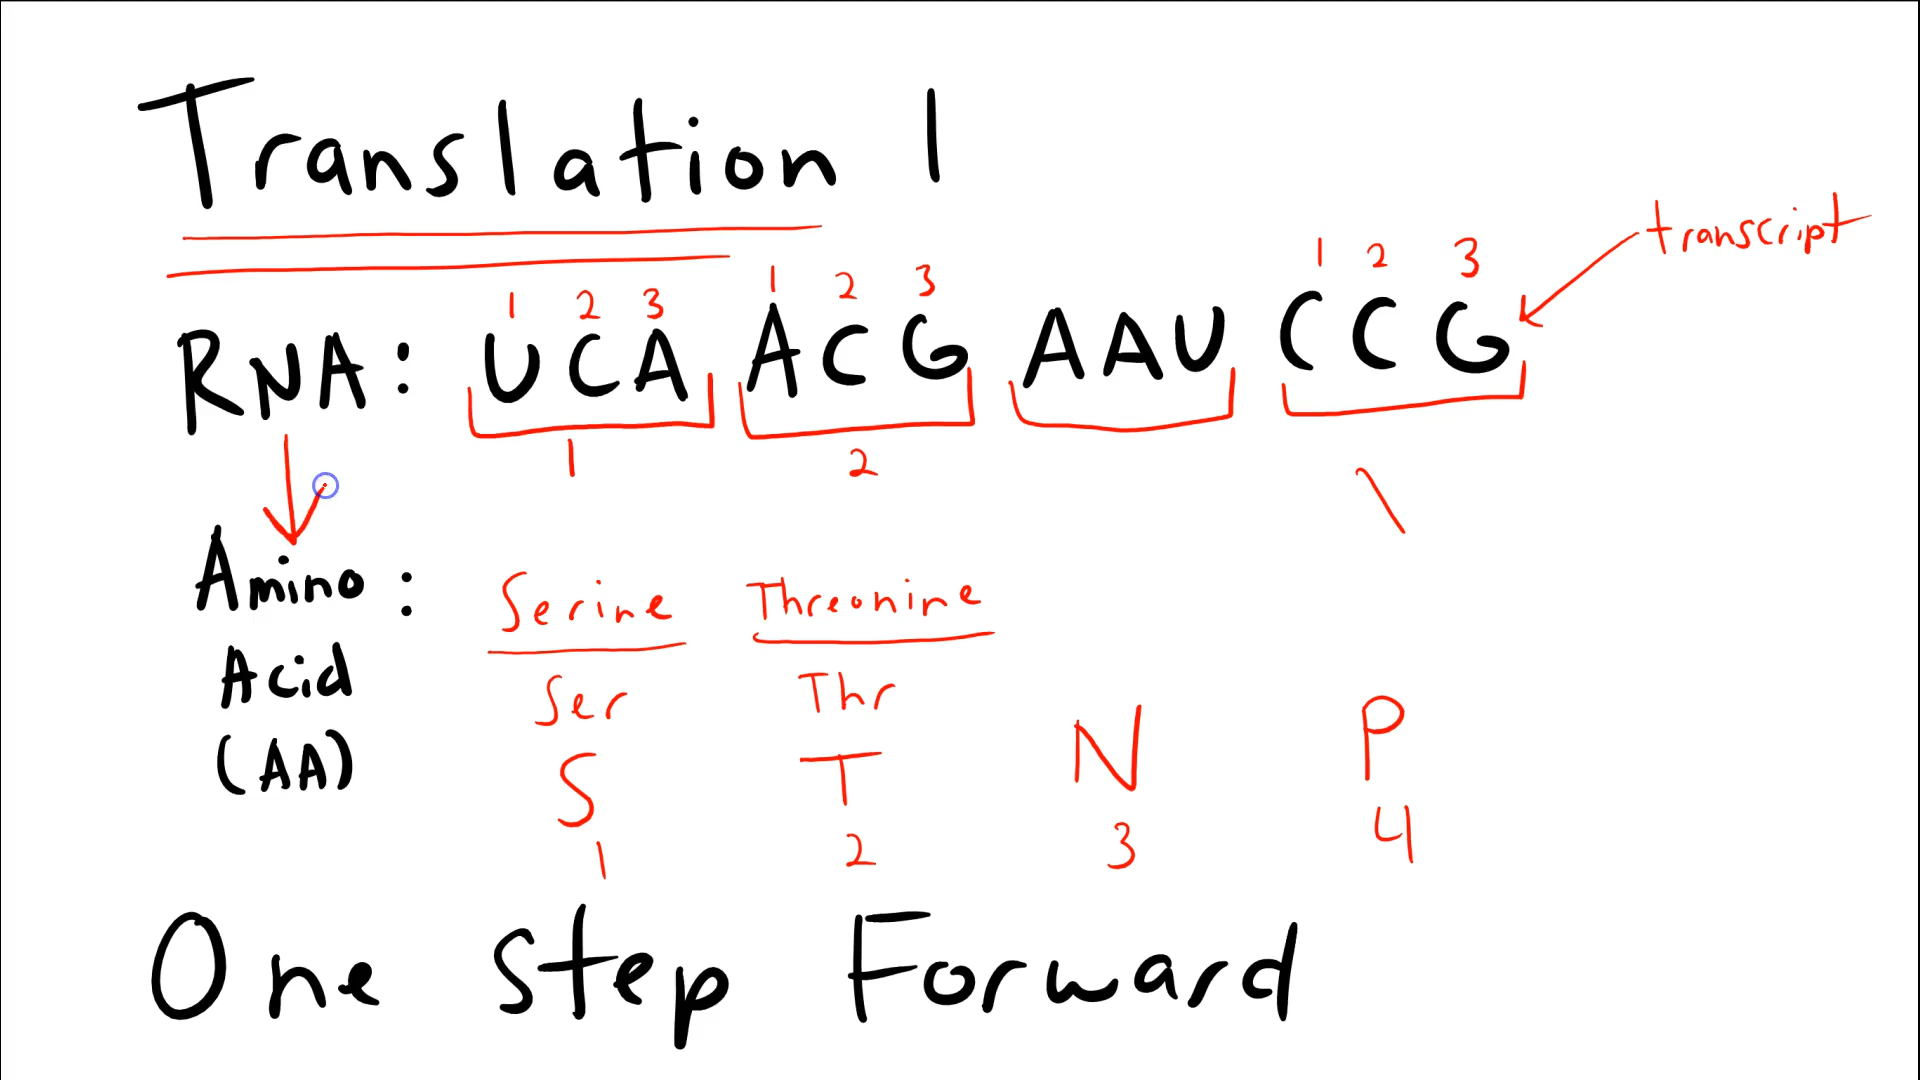 Translation 1
transcript
1 2 3 1 2 3 1 2 3
RNA: UCA ACG AAU CCG
1 2
Amino : Serine Threonine
Acid Ser Thr
(AA) S T N P
1 2 3 4
One Step Forward